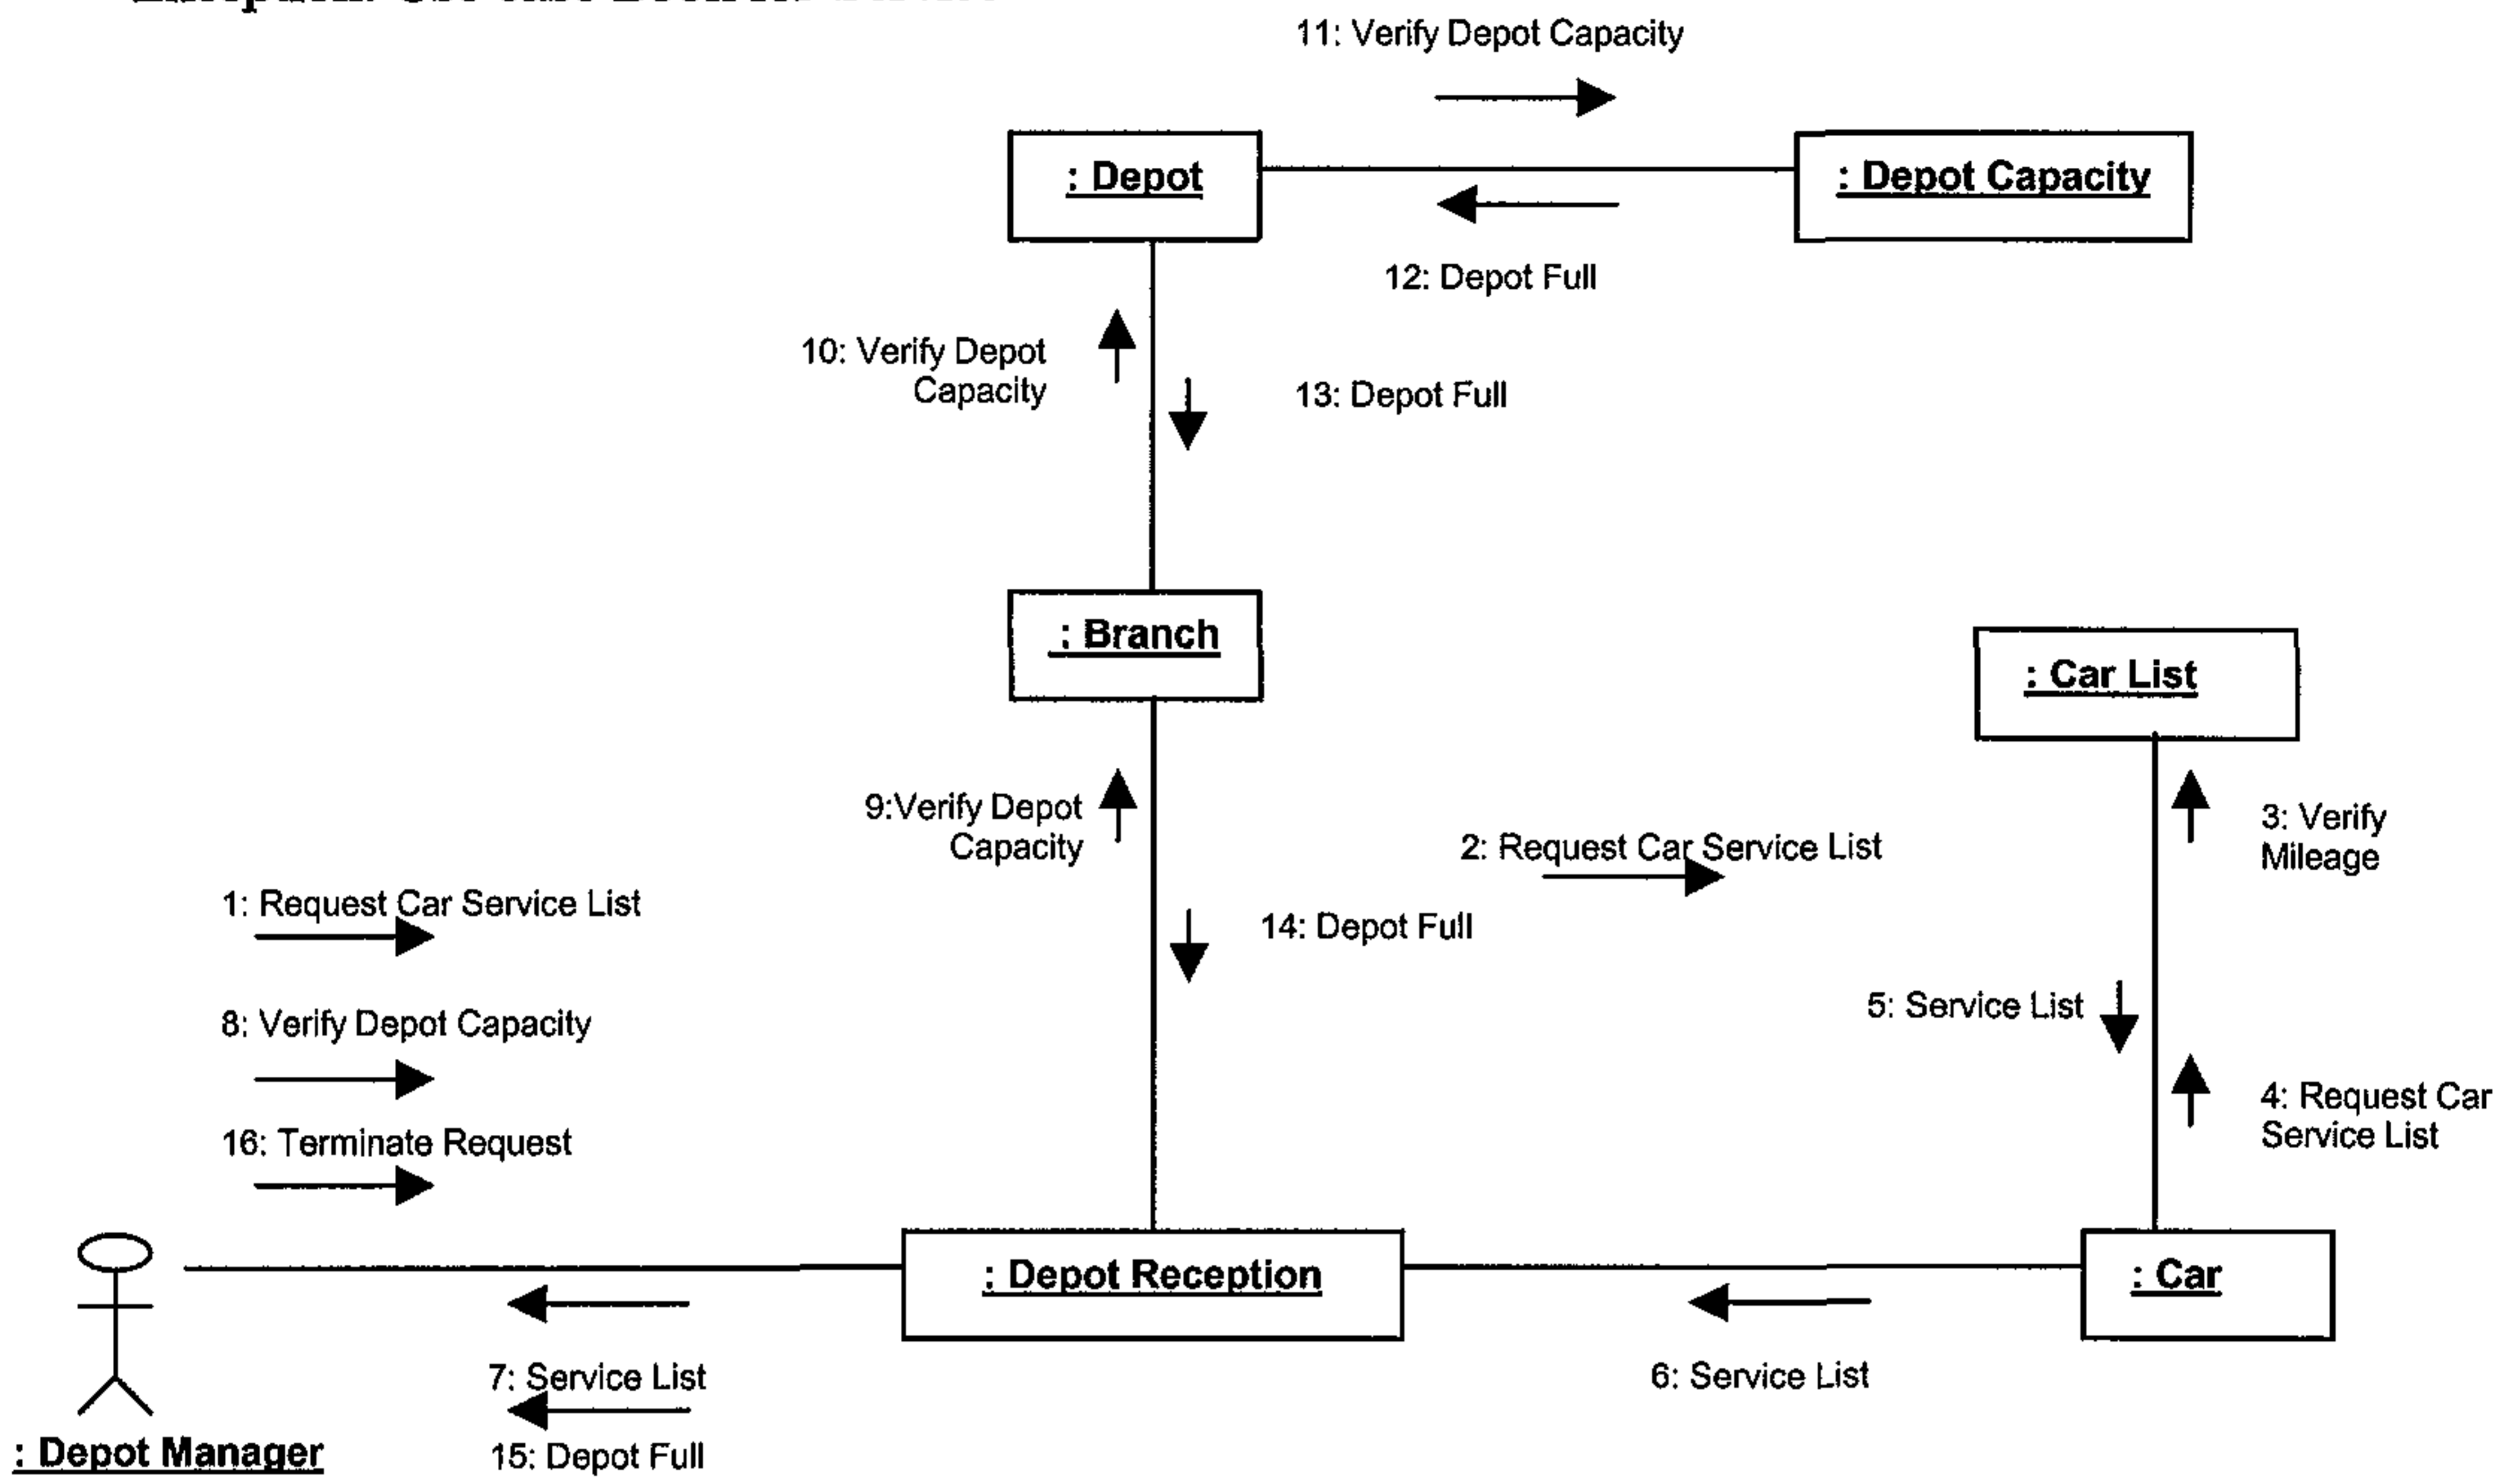 11: Verify Depot Capacity
: Depot
: Depot Capacity
12: Depot Full
10: Verify Depot
Capacity
13: Depot Full
: Branch
: Car List
9:Verify Depot
Capacity
3: Verify
Mileage
2: Request Car Service List
1: Request Car Service List
14: Depot Full
5: Service List
8: Verify Depot Capacity
4: Request Car
Service List
16: Terminate Request
: Depot Reception
: Car
7: Service List
6: Service List
: Depot Manager
15: Depot Full